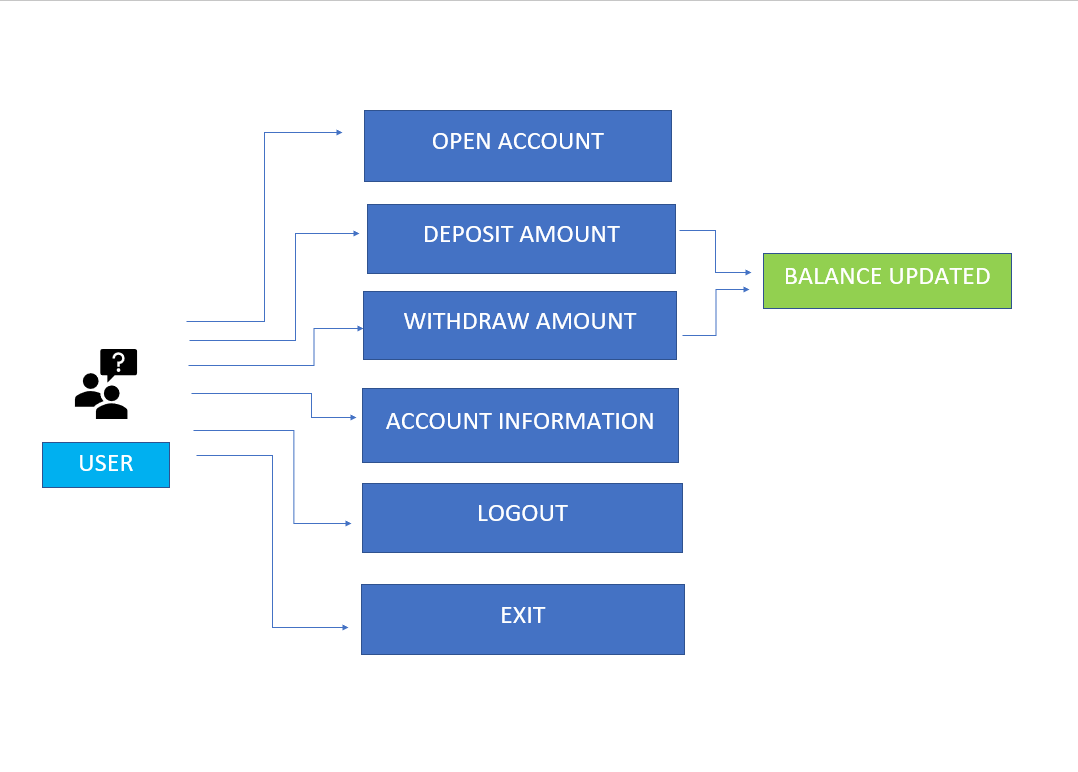 OPEN ACCOUNT
DEPOSIT AMOUNT
BALANCE UPDATED
WITHDRAW AMOUNT
?
ACCOUNT INFORMATION
USER
LOGOUT
EXIT